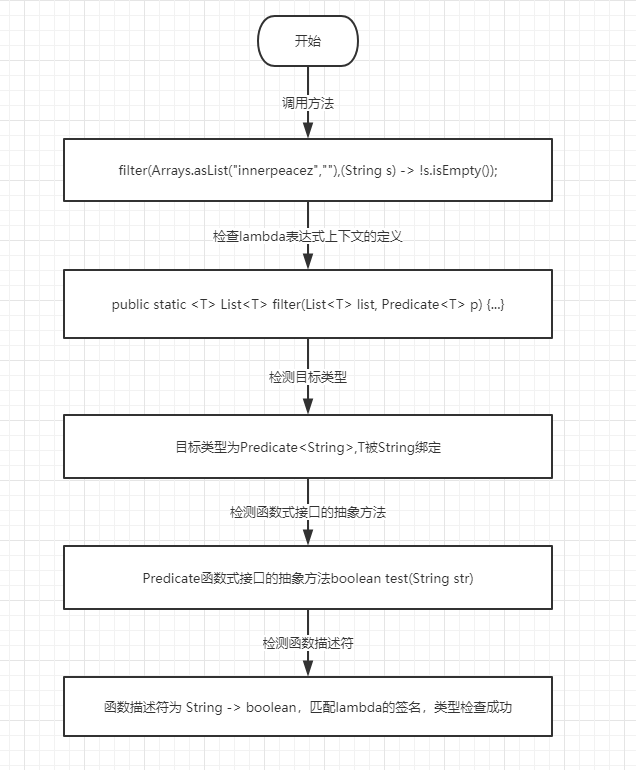 开始
调用方法
filter(Arrays.asList("innerpeacez",""),(String s) -> !s.isEmpty());
检查lambda表达式上下文的定义
public static <T> List<T> filter(List<T> list, Predicate<T> p) {...}
检测目标类型
目标类型为Predicate<String>,T被String绑定
检测函数式接口的抽象方法
Predicate函数式接口的抽象方法boolean test(String str)
检测函数描述符
函数描述符为 String -> boolean，匹配lambda的签名，类型检查成功